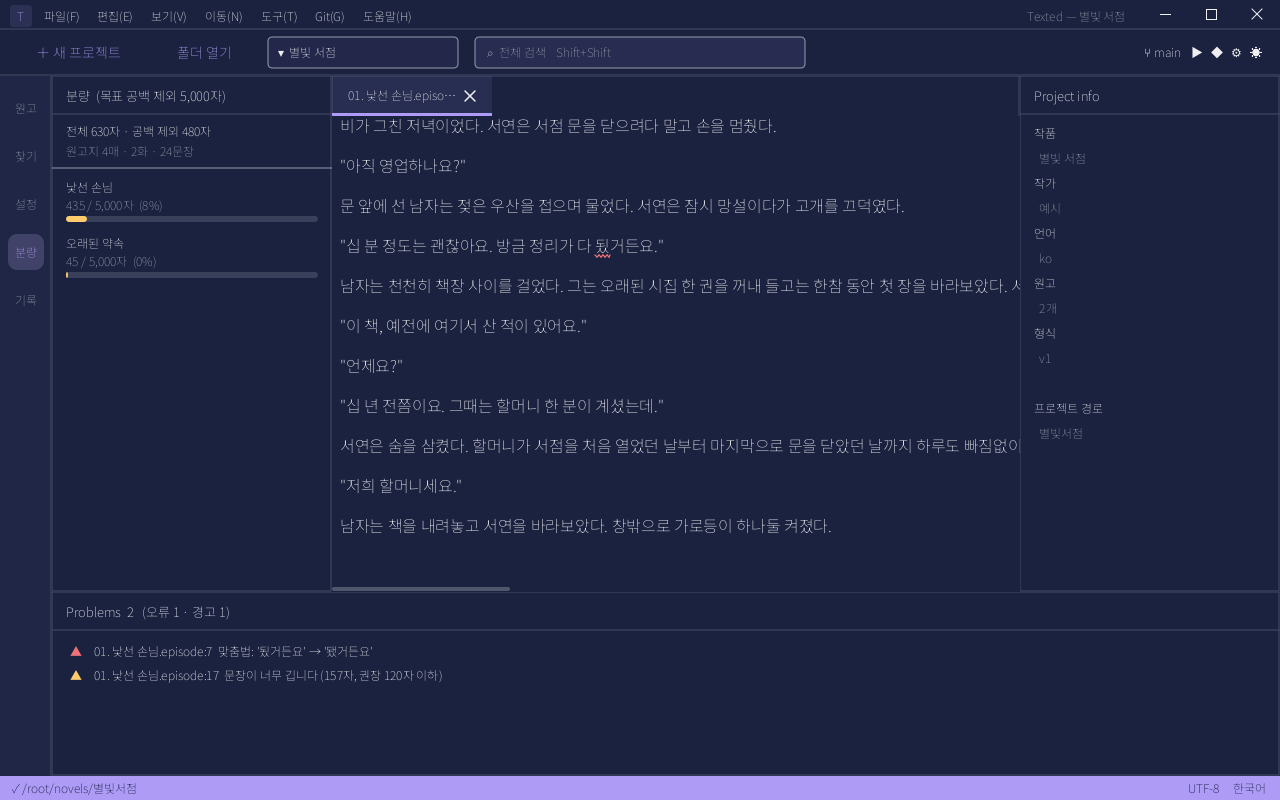 T 파일(F) 편집(E) 보기(V) 이동(N) 도구(T) Git(G) 도움말(H) Texted — 별빛 서점
+ 새 프로젝트 폴더 열기 ▾ 별빛 서점 전체 검색 Shift+Shift main
원고
찾기
설정
분량
기록
분량 (목표 공백 제외 5,000자)
전체 630자 · 공백 제외 480자
원고지 4매 · 2화 · 24문장
낯선 손님
435 / 5,000자 (8%)
오래된 약속
45 / 5,000자 (0%)
01. 낯선 손님.episo…
비가 그친 저녁이었다. 서연은 서점 문을 닫으려다 말고 손을 멈췄다.
"아직 영업하나요?"
문 앞에 선 남자는 젖은 우산을 접으며 물었다. 서연은 잠시 망설이다가 고개를 끄덕였다.
"십 분 정도는 괜찮아요. 방금 정리가 다 됬거든요."
남자는 천천히 책장 사이를 걸었다. 그는 오래된 시집 한 권을 꺼내 들고는 한참 동안 첫 장을 바라보았다.
"이 책, 예전에 여기서 산 적이 있어요."
"언제요?"
"십 년 전쯤이요. 그때는 할머니 한 분이 계셨는데."
서연은 숨을 삼켰다. 할머니가 서점을 처음 열었던 날부터 마지막으로 문을 닫았던 날까지 하루도 빠짐없이
"저희 할머니세요."
남자는 책을 내려놓고 서연을 바라보았다. 창밖으로 가로등이 하나둘 켜졌다.
Project info
작품
별빛 서점
작가
예시
언어
ko
원고
2개
형식
v1
프로젝트 경로
별빛서점
Problems 2 (오류 1 · 경고 1)
01. 낯선 손님.episode:7 맞춤법: '됬거든요' → '됐거든요'
01. 낯선 손님.episode:17 문장이 너무 깁니다 (157자, 권장 120자 이하)
✓ /root/novels/별빛서점 UTF-8 한국어